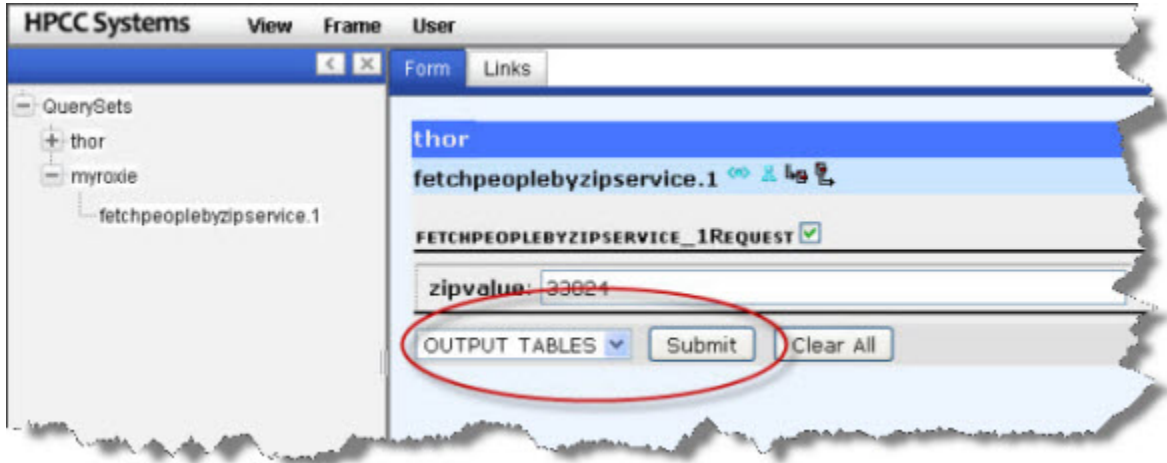 HPCC Systems View Frame User
Form Links
QuerySets
thor
myroxie
fetchpeoplebyzipservice.1
thor
fetchpeoplebyzipservice.1
FETCHPEOPLEBYZIPSERVICE_1REQUEST
zipvalue: 33024
OUTPUT TABLES Submit Clear All